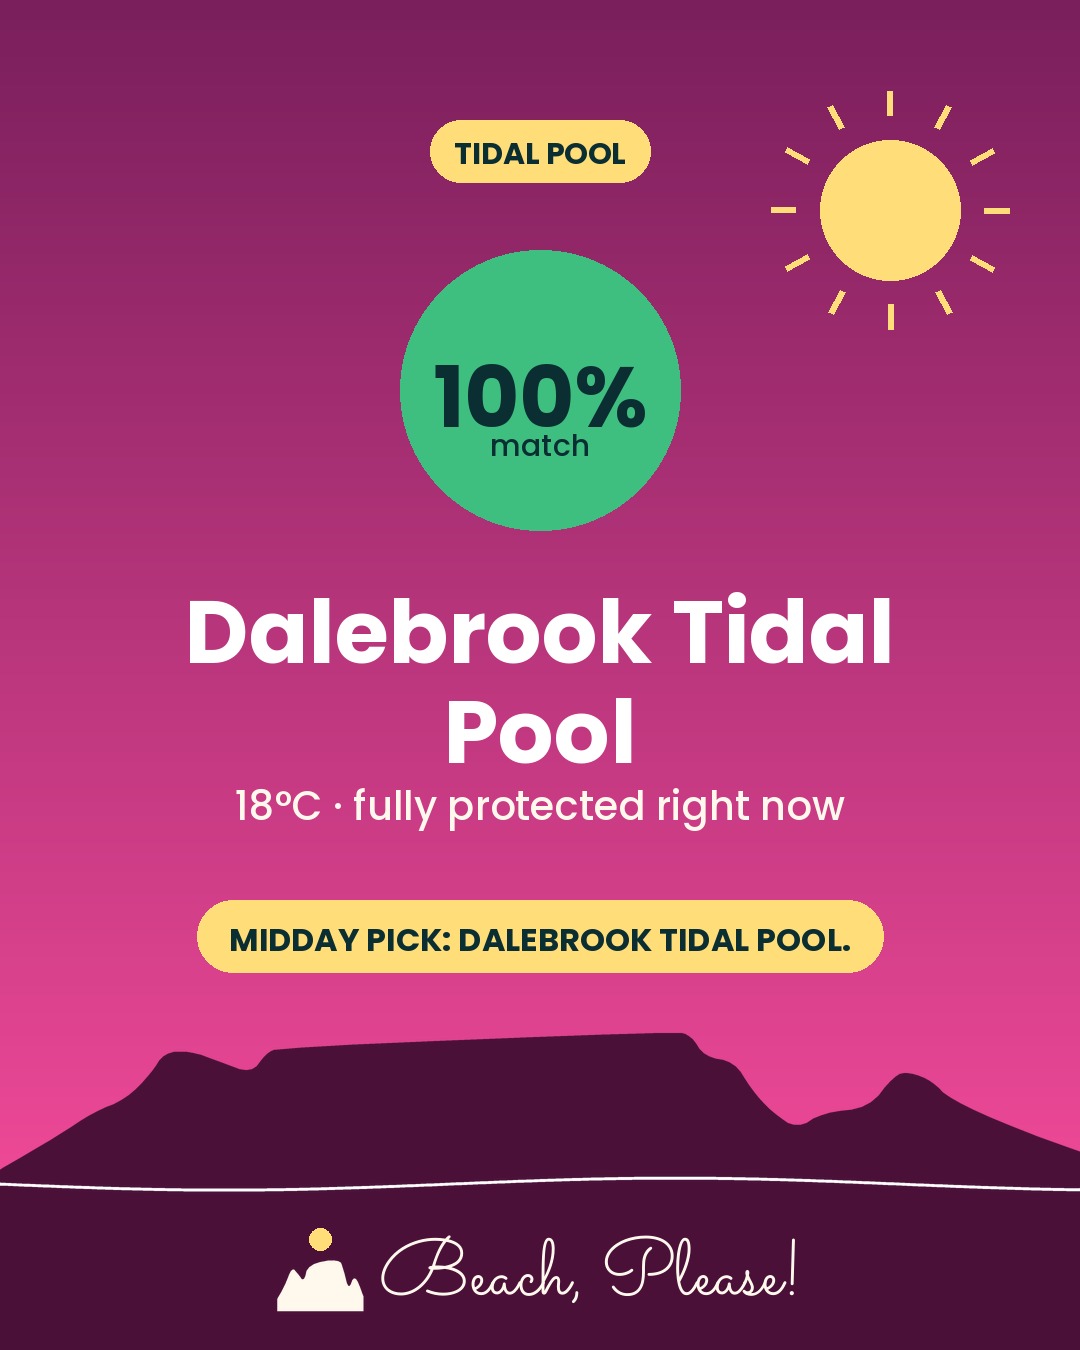 TIDAL POOL
100%
match
Dalebrook Tidal
Pool
18°C · fully protected right now
MIDDAY PICK: DALEBROOK TIDAL POOL.
Beach, Please!